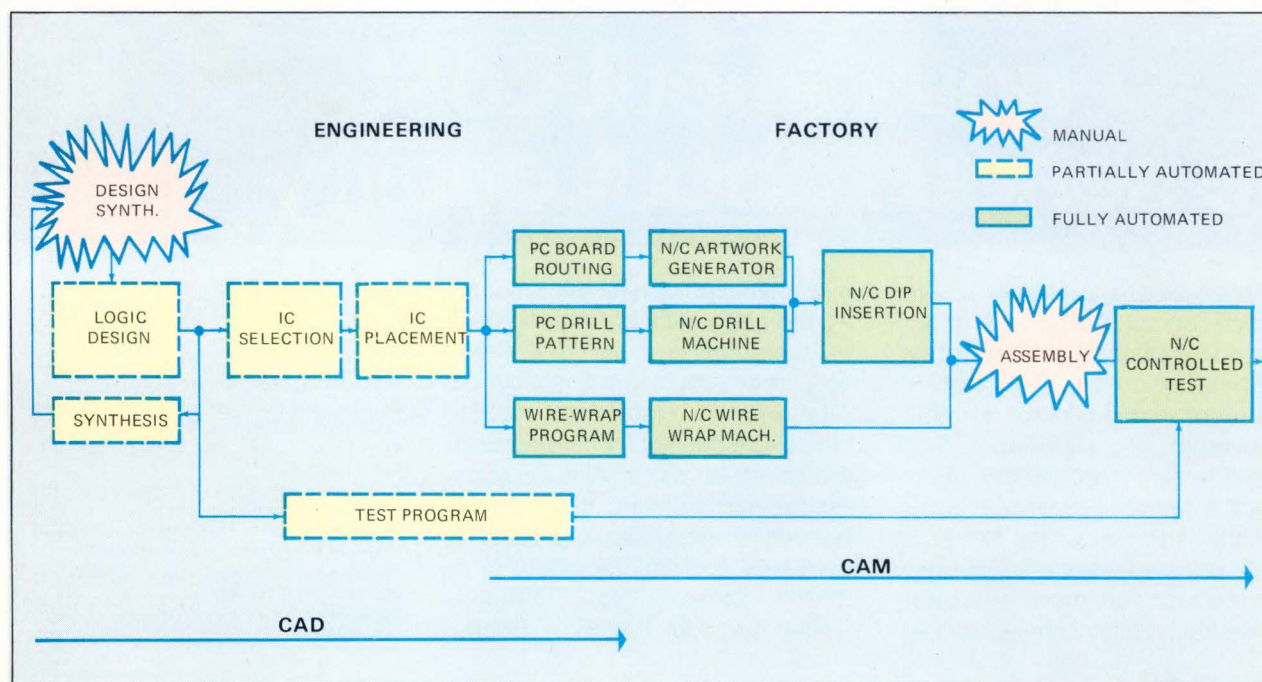 ENGINEERING
FACTORY
MANUAL
PARTIALLY AUTOMATED
FULLY AUTOMATED
DESIGN
SYNTH.
LOGIC
DESIGN
SYNTHESIS
IC
SELECTION
IC
PLACEMENT
PC BOARD
ROUTING
N/C ARTWORK
GENERATOR
PC DRILL
PATTERN
N/C DRILL
MACHINE
WIRE-WRAP
PROGRAM
N/C WIRE
WRAP MACH.
N/C DIP
INSERTION
ASSEMBLY
N/C
CONTROLLED
TEST
TEST PROGRAM
CAM
CAD